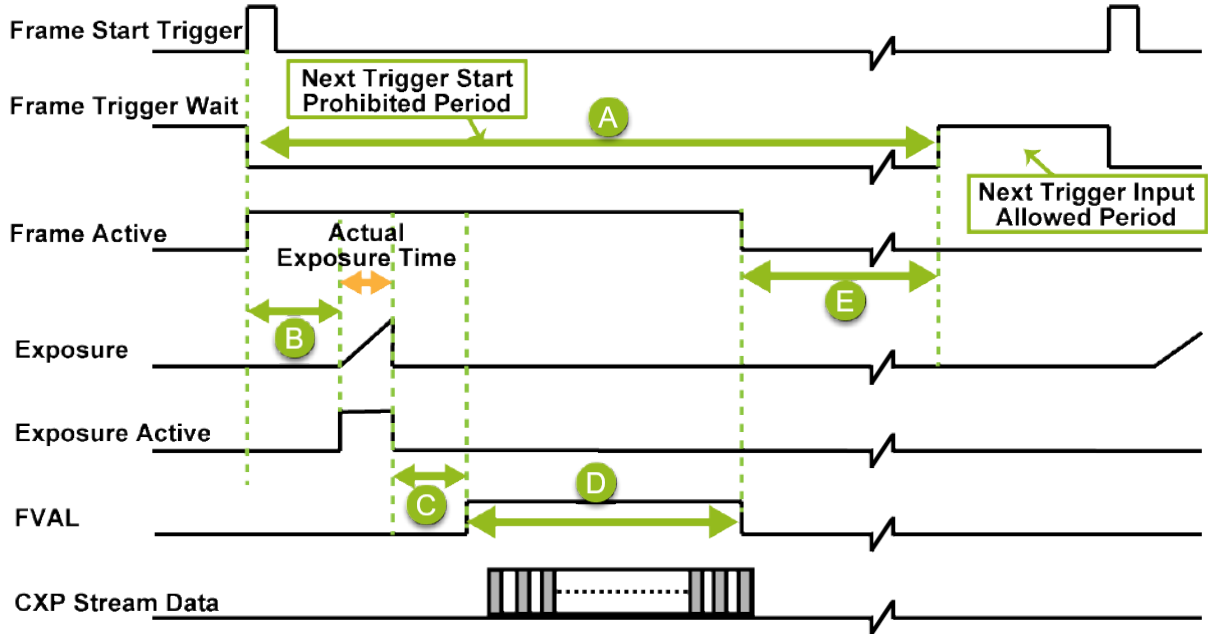 Frame Start Trigger
Next Trigger Start
Prohibited Period
Frame Trigger Wait
A
Next Trigger Input
Allowed Period
Frame Active
Actual
Exposure Time
B
E
Exposure
Exposure Active
C
D
FVAL
CXP Stream Data